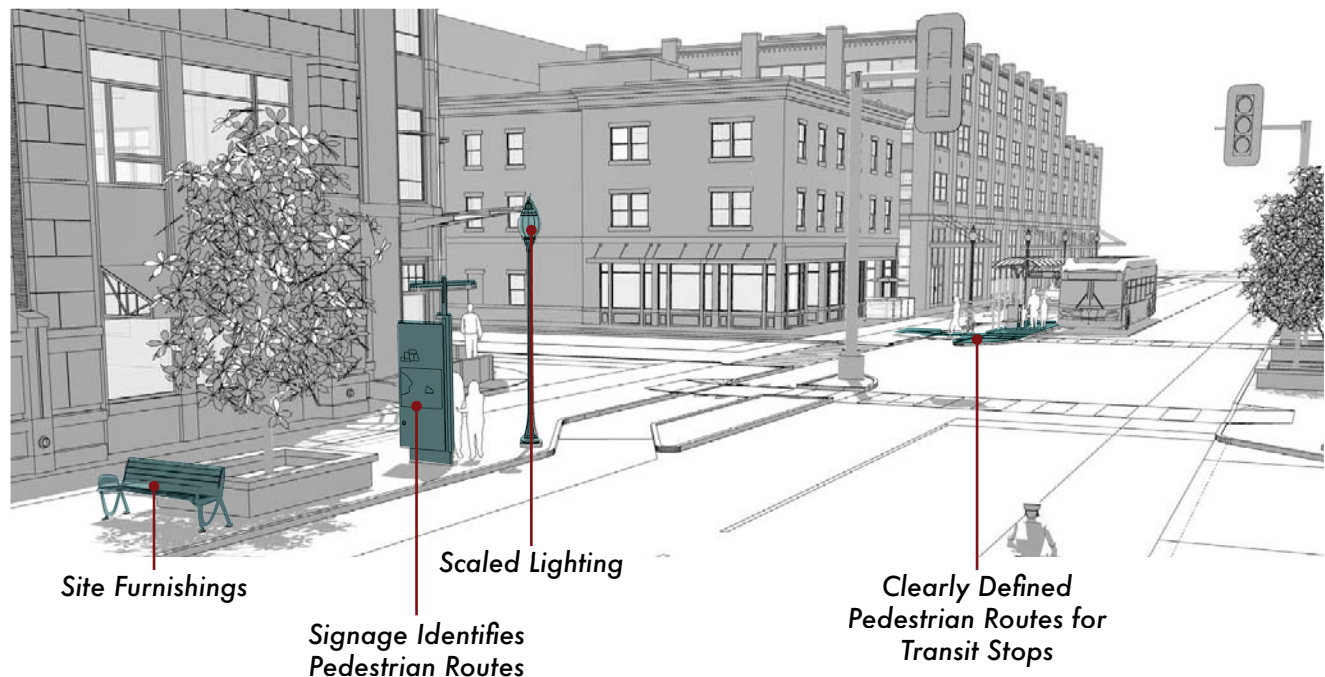 Site Furnishings
Signage Identifies
Pedestrian Routes
Scaled Lighting
Clearly Defined
Pedestrian Routes for
Transit Stops